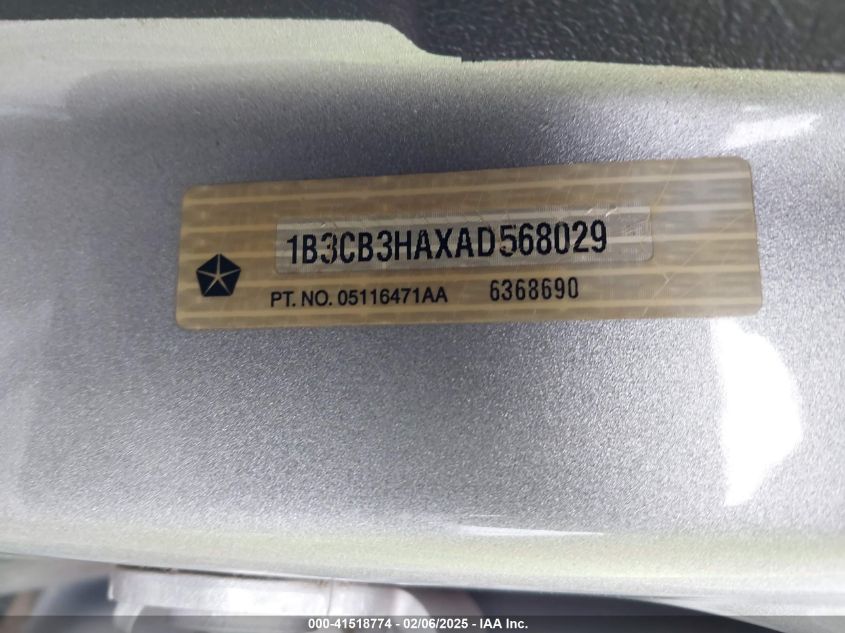 1B3CB3HAXAD568029
PT. NO. 05116471AA 6368690
000-41518774 - 02/06/2025 - IAA Inc.